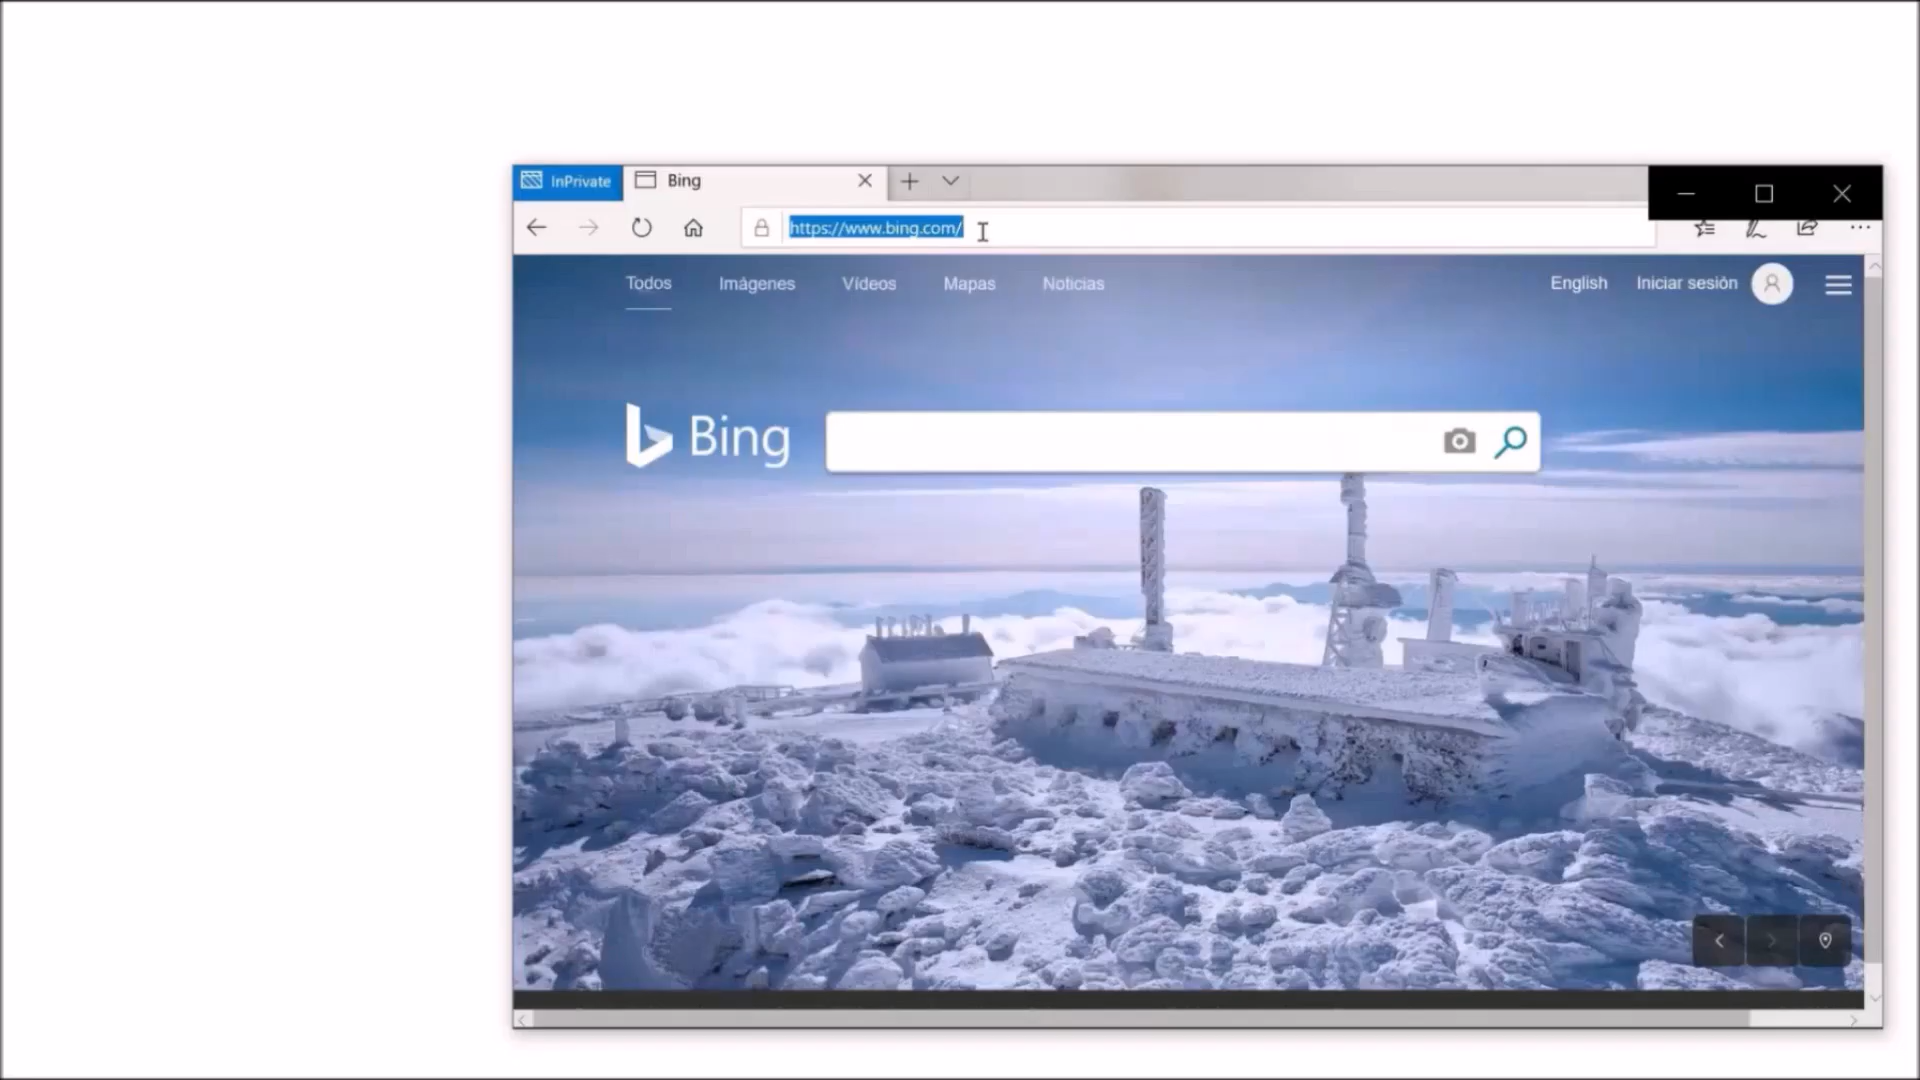 InPrivate Bing
https://www.bing.com/
Todos Imágenes Vídeos Mapas Noticias English Iniciar sesión
Bing